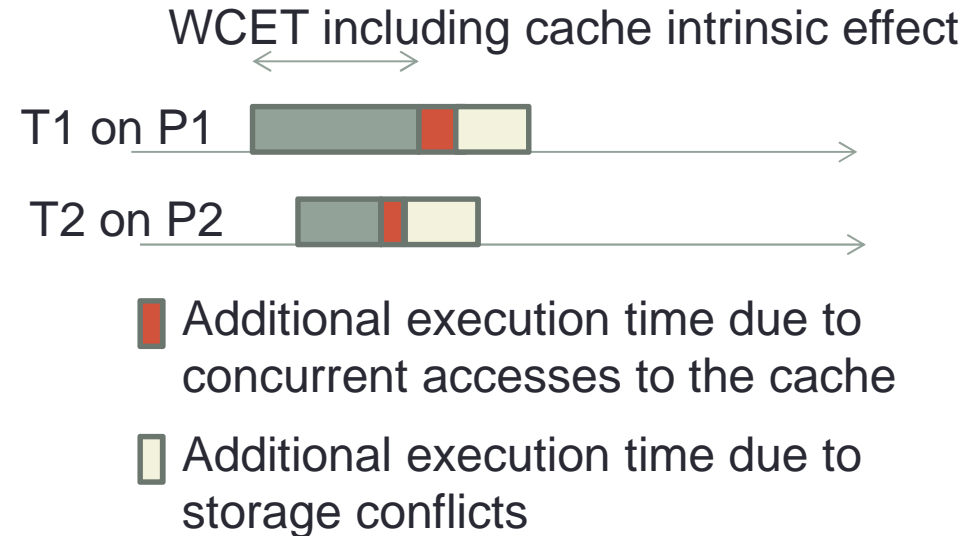 WCET including cache intrinsic effect
T1 on P1
T2 on P2
Additional execution time due to
concurrent accesses to the cache
Additional execution time due to
storage conflicts